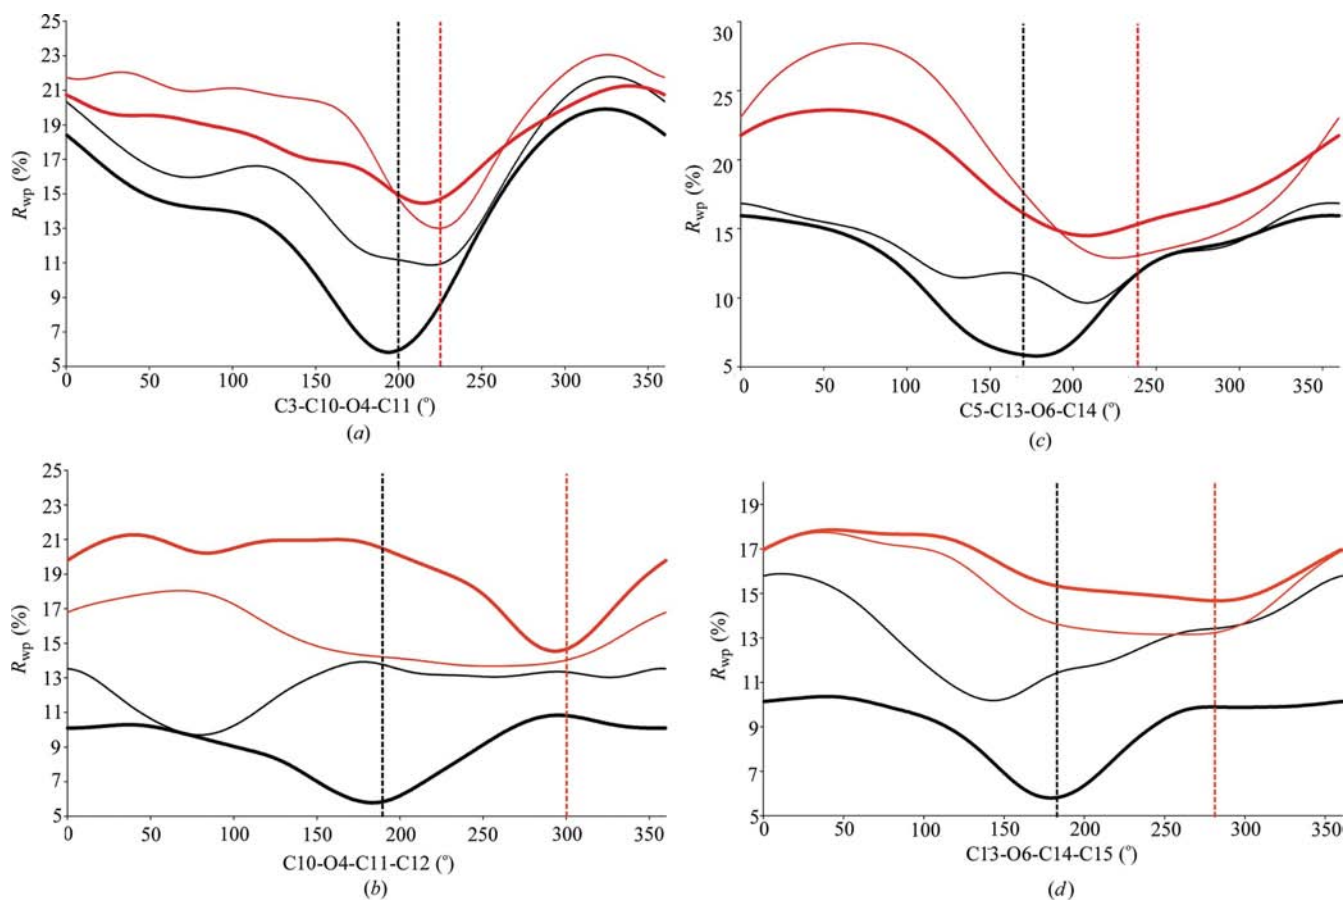 25
23
21
19
17
15
13
11
9
7
5
R_wp (%)
0 50 100 150 200 250 300 350
C3-C10-O4-C11 (°)
(a)
30
25
20
15
10
5
R_wp (%)
0 50 100 150 200 250 300 350
C5-C13-O6-C14 (°)
(c)
25
23
21
19
17
15
13
11
9
7
5
R_wp (%)
0 50 100 150 200 250 300 350
C10-O4-C11-C12 (°)
(b)
19
17
15
13
11
9
7
5
R_wp (%)
0 50 100 150 200 250 300 350
C13-O6-C14-C15 (°)
(d)